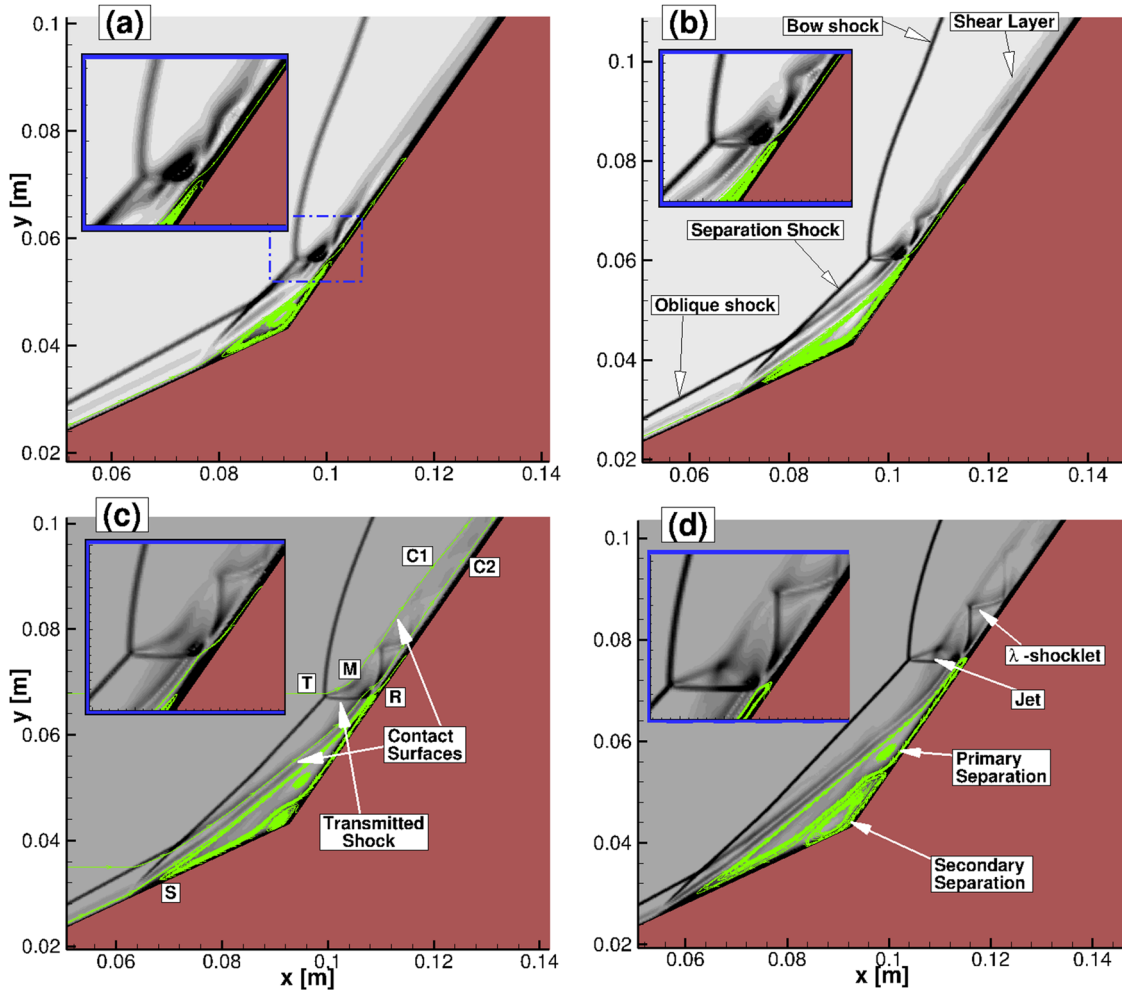 (a)
0.1
0.08
y [m]
0.06
0.04
0.02
0.06
0.08
0.1
0.12
0.14
(b)
Bow shock
Shear Layer
Separation Shock
Oblique shock
0.1
0.08
0.06
0.04
0.02
0.06
0.08
0.1
0.12
0.14
(c)
C1
C2
T
M
R
Contact
Surfaces
Transmitted
Shock
S
0.1
0.08
y [m]
0.06
0.04
0.02
0.06
0.08
0.1
0.12
0.14
x [m]
(d)
λ -shocklet
Jet
Primary
Separation
Secondary
Separation
0.1
0.08
0.06
0.04
0.02
0.06
0.08
0.1
0.12
0.14
x [m]